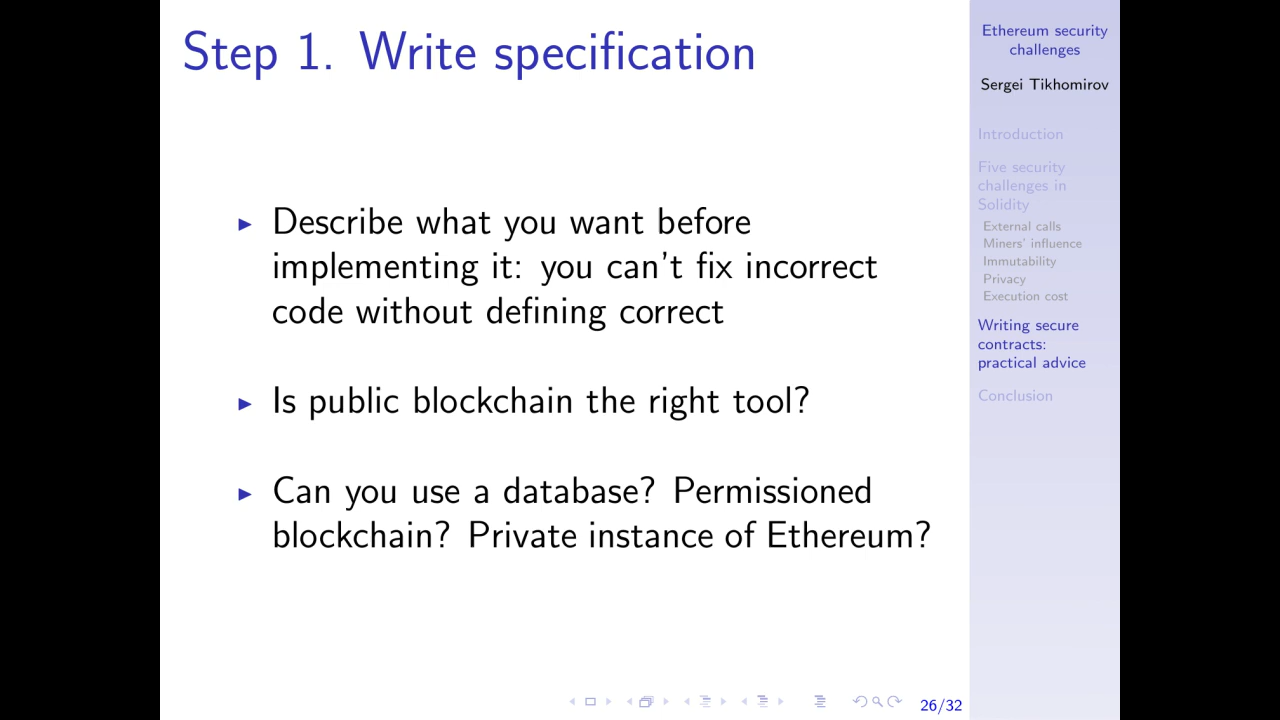 Step 1. Write specification
Describe what you want before
implementing it: you can't fix incorrect
code without defining correct
Is public blockchain the right tool?
Can you use a database? Permissioned
blockchain? Private instance of Ethereum?
26/32
Ethereum security
challenges
Sergei Tikhomirov
Introduction
Five security
challenges in
Solidity
External calls
Miners' influence
Immutability
Privacy
Execution cost
Writing secure
contracts:
practical advice
Conclusion